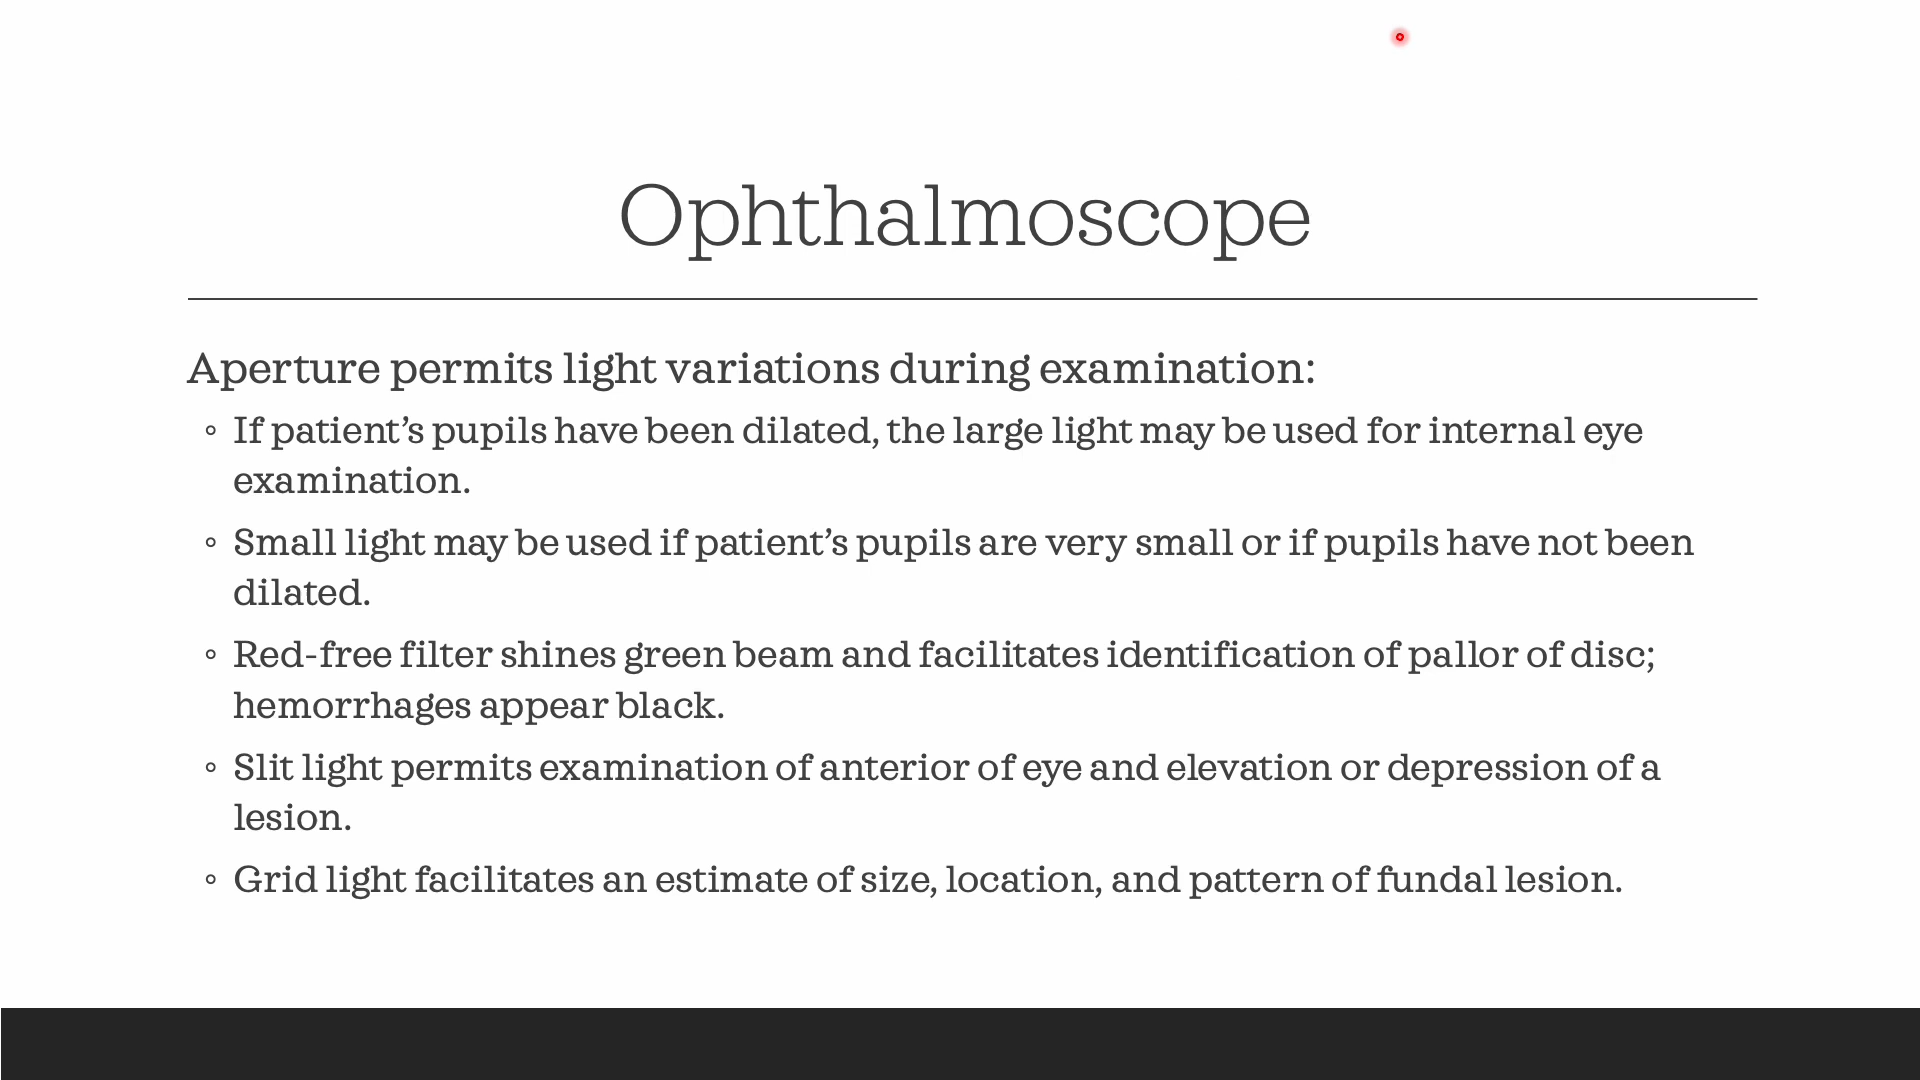 Ophthalmoscope
Aperture permits light variations during examination:
◦ If patient’s pupils have been dilated, the large light may be used for internal eye
examination.
◦ Small light may be used if patient’s pupils are very small or if pupils have not been
dilated.
◦ Red-free filter shines green beam and facilitates identification of pallor of disc;
hemorrhages appear black.
◦ Slit light permits examination of anterior of eye and elevation or depression of a
lesion.
◦ Grid light facilitates an estimate of size, location, and pattern of fundal lesion.